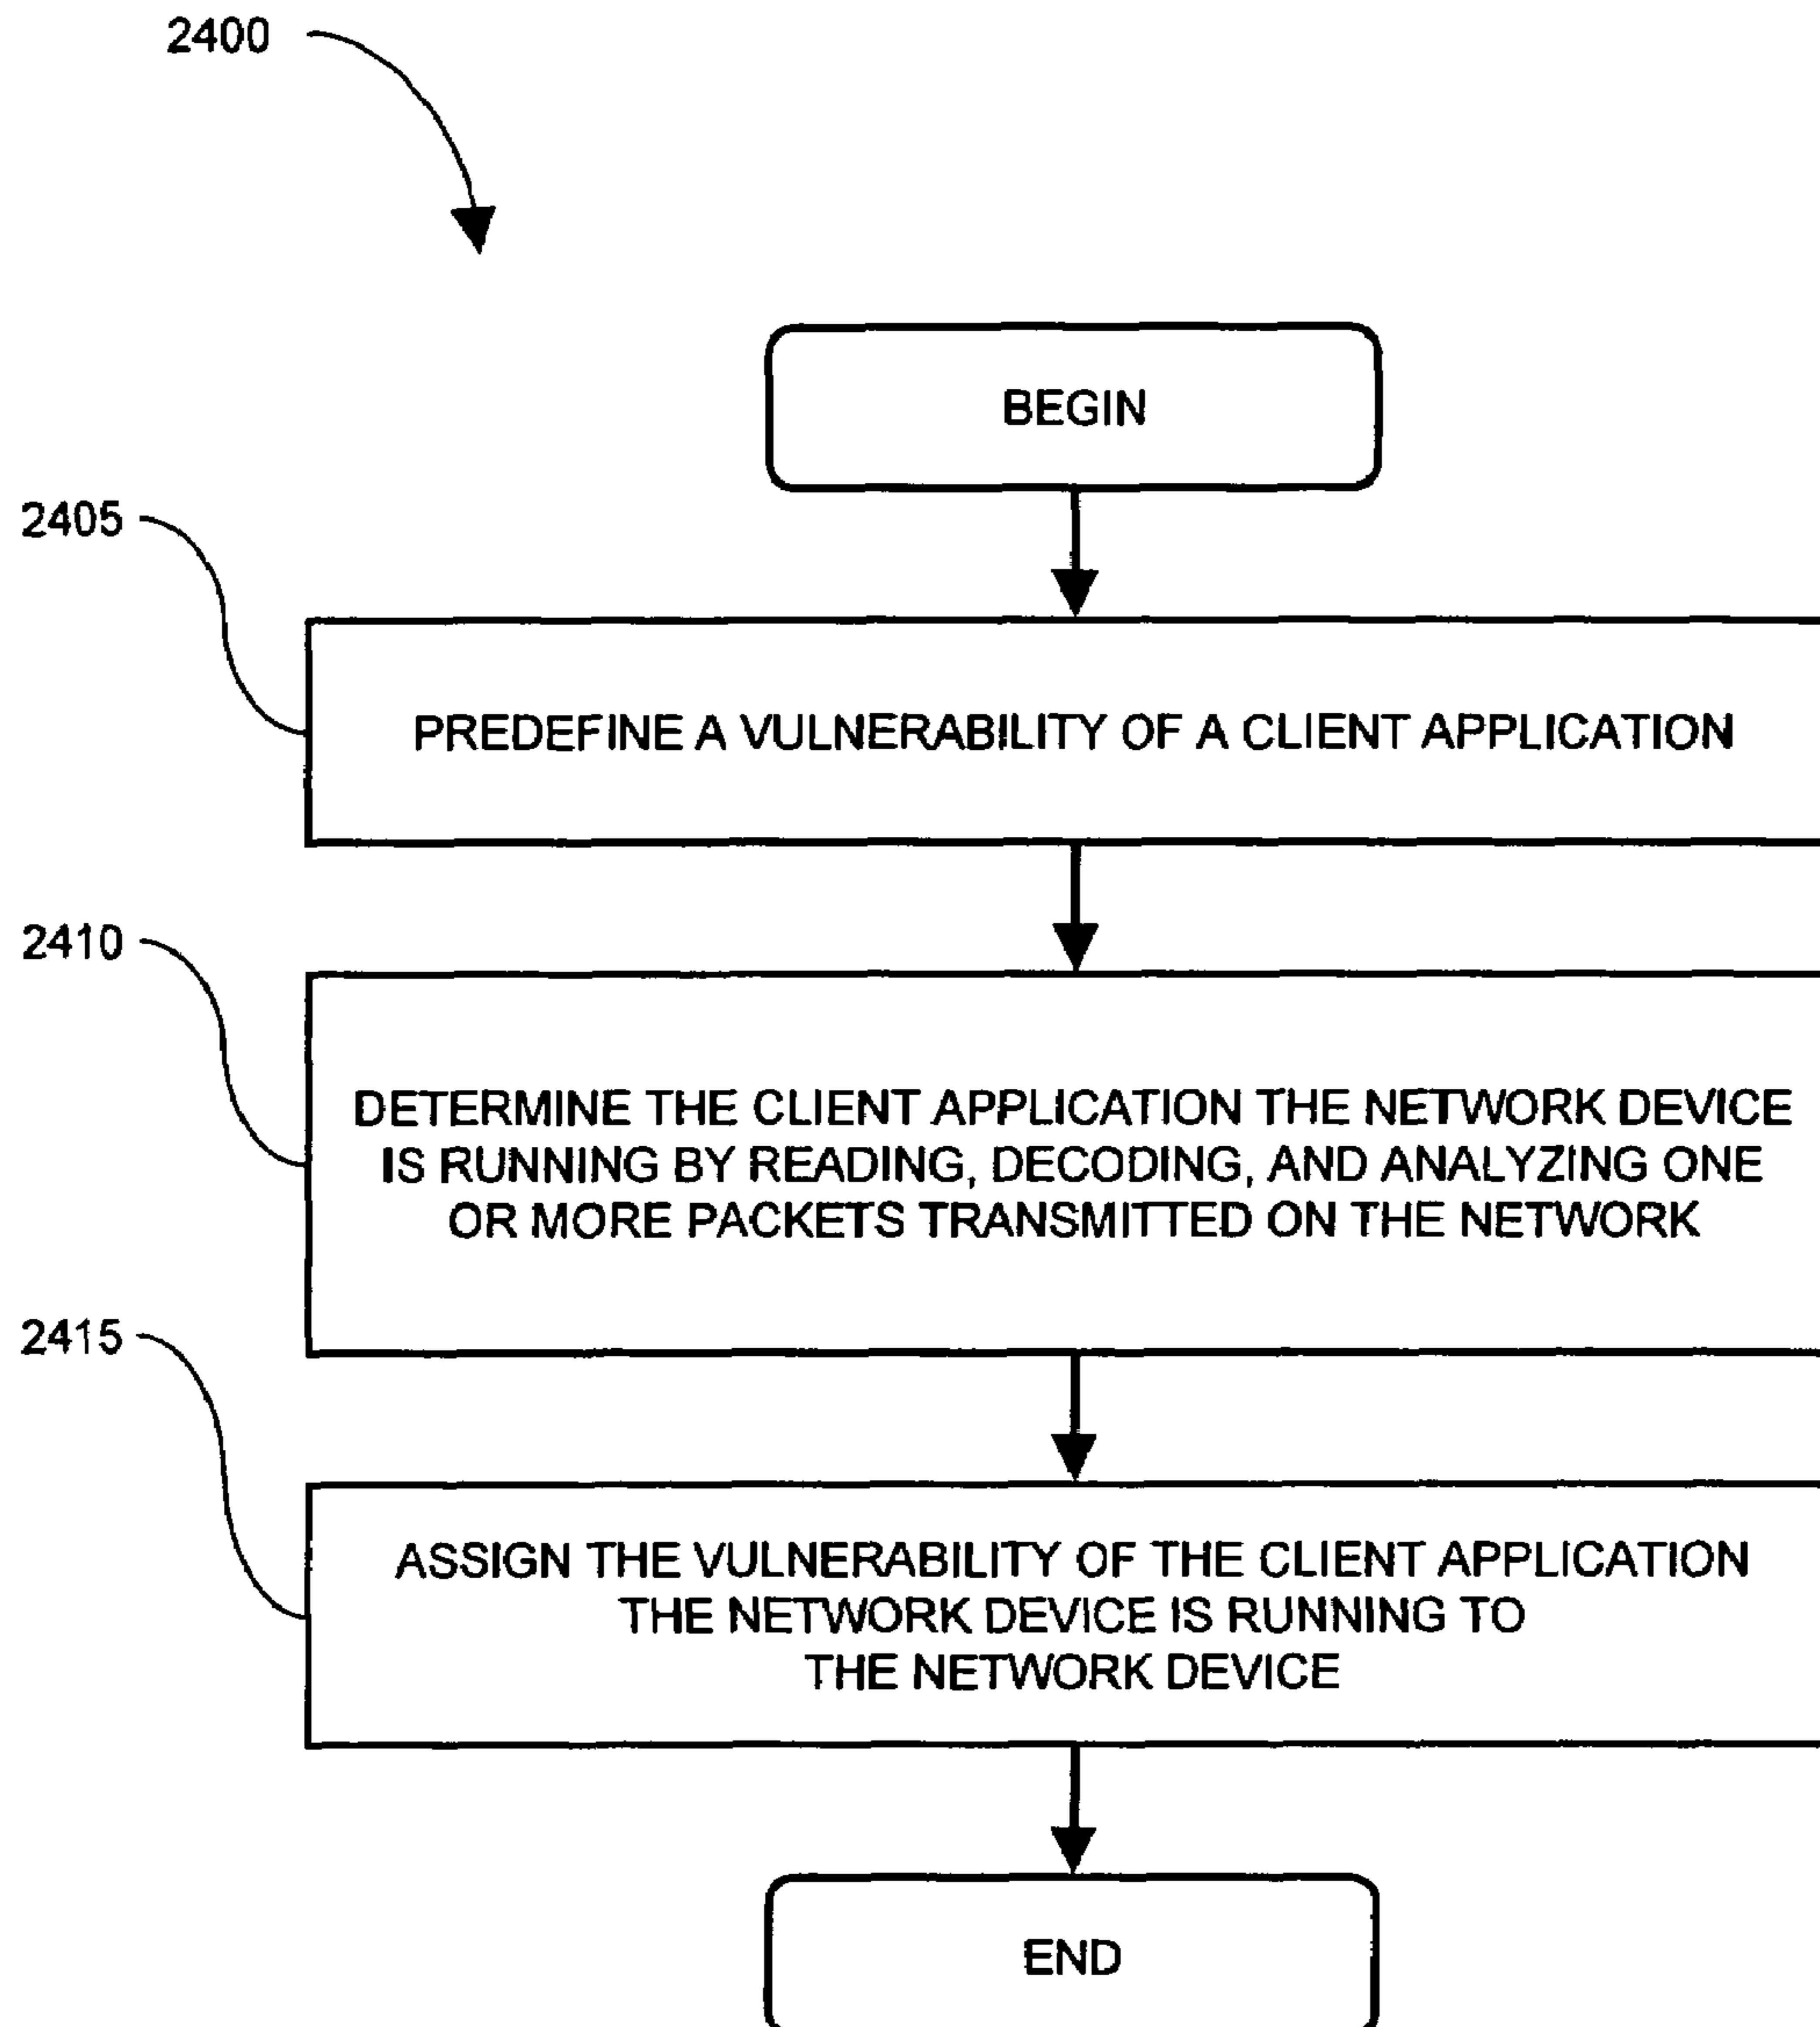 2400
BEGIN
2405
PREDEFINE A VULNERABILITY OF A CLIENT APPLICATION
2410
DETERMINE THE CLIENT APPLICATION THE NETWORK DEVICE
IS RUNNING BY READING, DECODING, AND ANALYZING ONE
OR MORE PACKETS TRANSMITTED ON THE NETWORK
2415
ASSIGN THE VULNERABILITY OF THE CLIENT APPLICATION
THE NETWORK DEVICE IS RUNNING TO
THE NETWORK DEVICE
END